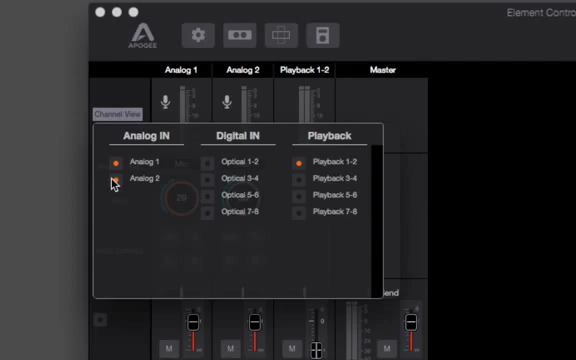 Element Contro
APOGEE
Analog 1 Analog 2 Playback 1-2 Master
Channel View
Analog IN Digital IN Playback
Analog 1 Optical 1-2 Playback 1-2
Analog 2 Optical 3-4 Playback 3-4
Optical 5-6 Playback 5-6
Optical 7-8 Playback 7-8
29
end
M M M M